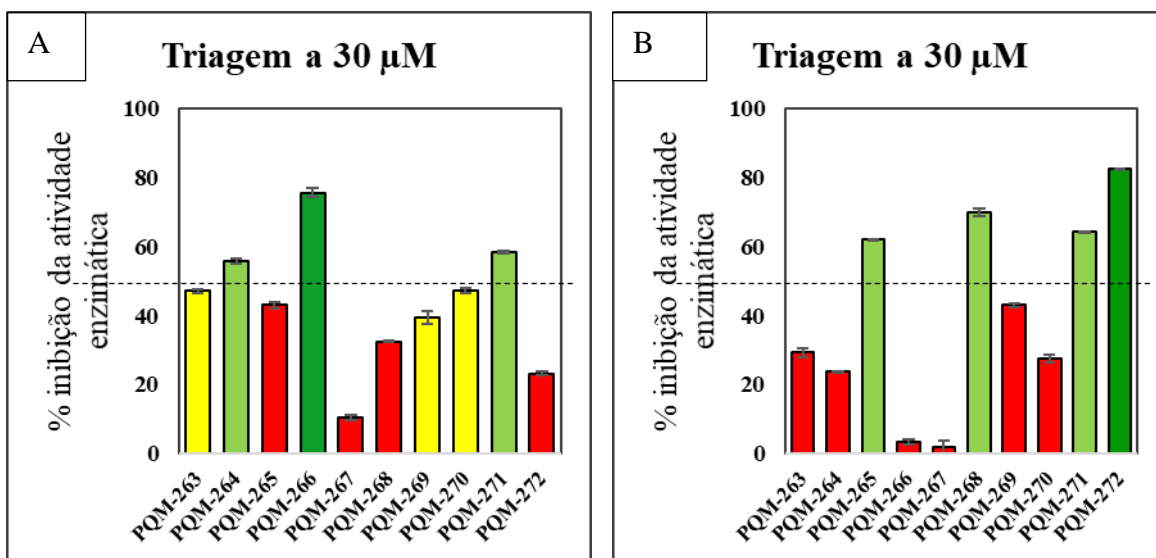 A
Triagem a 30 µM
% inibição da atividade
enzimática
100
80
60
40
20
0
PQM-263
PQM-264
PQM-265
PQM-266
PQM-267
PQM-268
PQM-269
PQM-270
PQM-271
PQM-272
B
Triagem a 30 µM
% inibição da atividade
enzimática
100
80
60
40
20
0
PQM-263
PQM-264
PQM-265
PQM-266
PQM-267
PQM-268
PQM-269
PQM-270
PQM-271
PQM-272